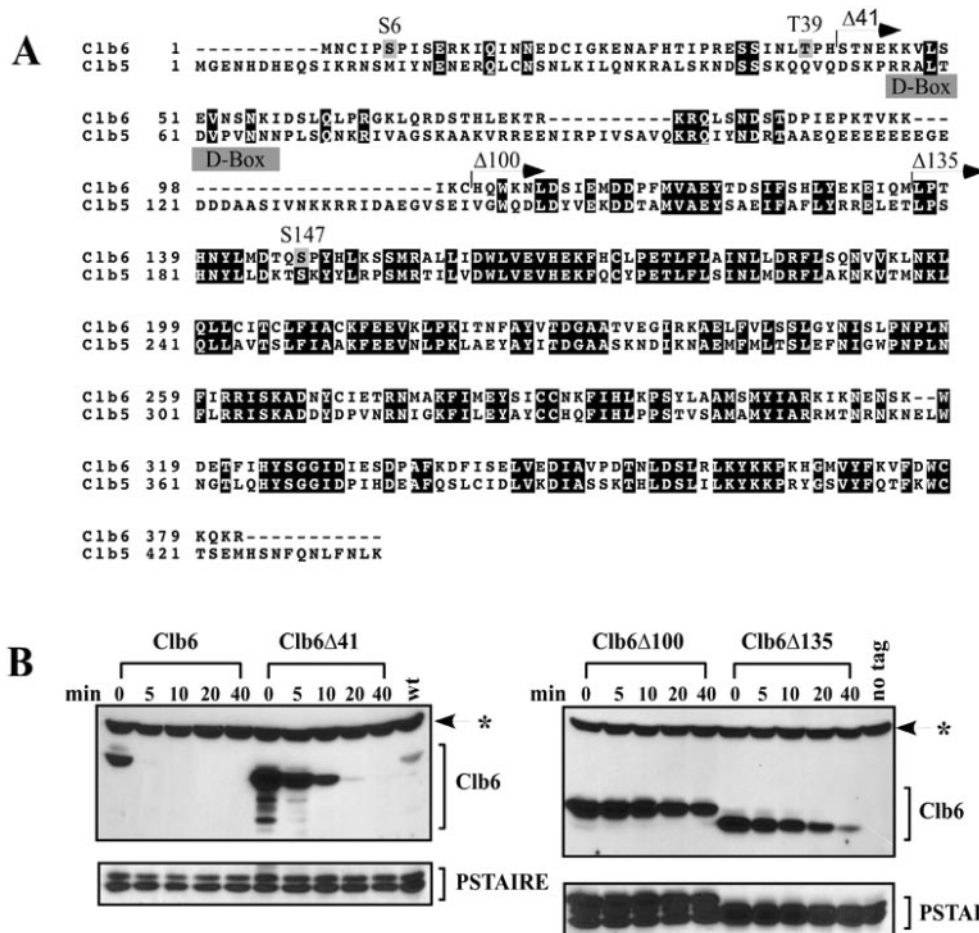 A
S6 T39 Δ41
Clb6 1 -----------MNCIPSPISERKIQINNEDCIGKENAFHTIPRESSINLTPHSTNEKKVLS
Clb5 1 MGENHDHEQSIKRNSMIYNENERQLCNSNLKILQNKRALSKNDSSSKQQVQDSKPRRALT
D-Box
Clb6 51 EVNSNKIDSLQLPRGKLQRDSTHLEKTR-----------KRQLSNDSTDPIEPKTVKK---
Clb5 61 DVPVNNNPLSQNKRIVAGSKAAKVRREENIRPIVSAVQKRQIYNDRTAAEQEEEEEEEGE
D-Box Δ100 Δ135
Clb6 98 --------------------IKCHQWKNLDSIEMDDPFMVAEYTDSIFSHLYEKEIQMLPT
Clb5 121 DDDAASIVNKKRRIDAEGVSEIVGWQDLDYVEKDDTAMVAEYSAEIFAFLYRRELETLPS
S147
Clb6 139 HNYLMDTQSPYHLKSSMRALLIDWLVEVHEKFHCLPETLFLAINLLDRFLSQNVVKLNKL
Clb5 181 HNYLLDKTSKYYLRPSMRTILVDWLVEVHEKFQCYPETLFLSINLMDRFLAKNKVTMNKL
Clb6 199 QLLCITCLFIACKFEEVKLPKITNFAYVTDGAATVEGIRKAELFVLSSLGYNISLPNPLN
Clb5 241 QLLAVTSLFIAAKFEEVNLPKLAEYAYITDGAASKNDIKNAEMFMLTSLEFNIGWPNPLN
Clb6 259 FIRRISKADNYCIETRNMAKFIMEYSICCNKFIHLKPSYLAAMSMYIARKIKNENSK--W
Clb5 301 FLRRISKADDYDPVNRNIGKFILEYAYCCHQFIHLPPSTVSAMAMYIARRMTNRNKNELW
Clb6 319 DETFIHYSGGIDIESDPAFKDFISELVEDIAVPDTNLDSLRLKYKKPKHGMVYFKVFDWC
Clb5 361 NGTLQHYSGGIDPIHDEAFQSLCIDLVKDIASSKTHLDSLILKYKKPRYGSVYFQTFKWC
Clb6 379 KQKR-----------
Clb5 421 TSEMHSNFQNLFNLK
B
Clb6 Clb6Δ41 Clb6Δ100 Clb6Δ135
min 0 5 10 20 40 0 5 10 20 40 wt min 0 5 10 20 40 0 5 10 20 40 no tag
* *
Clb6 Clb6
PSTAIRE PSTAI